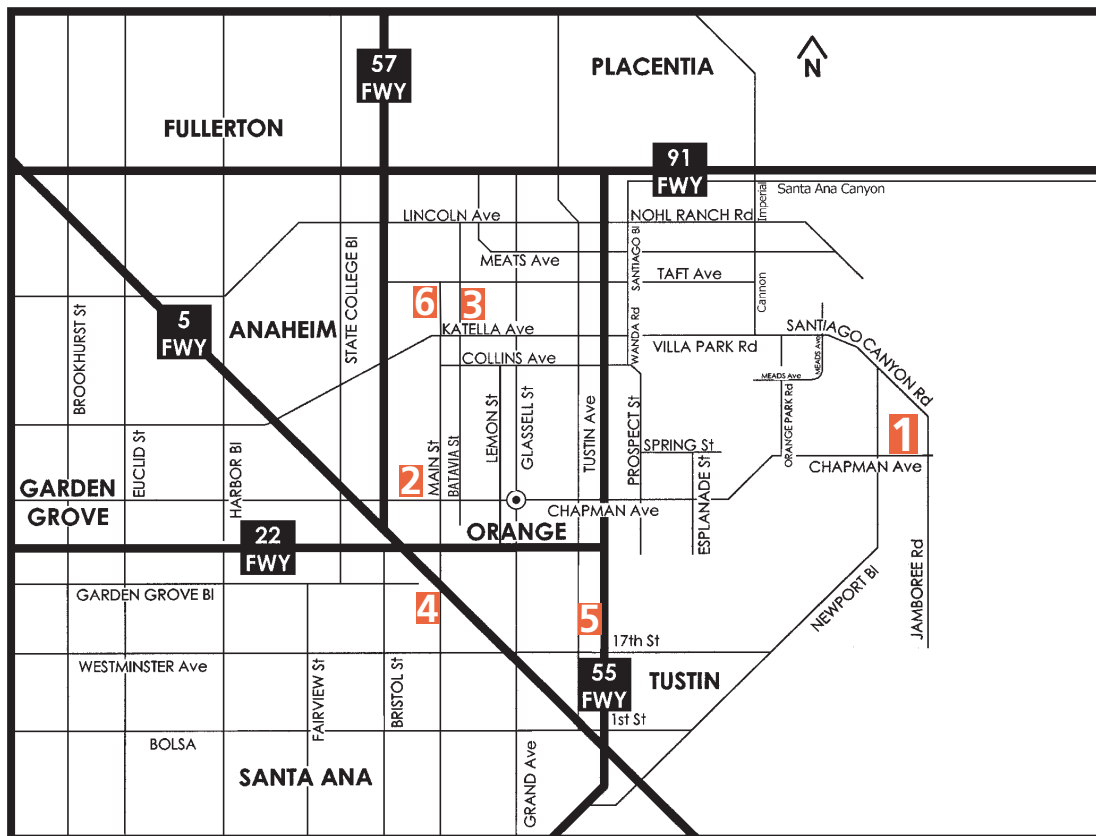 57
FWY
PLACENTIA
N
FULLERTON
91
FWY
Santa Ana Canyon
Imperial
LINCOLN Ave
NOHL RANCH Rd
STATE COLLEGE Bl
SANTIAGO Bl
MEATS Ave
TAFT Ave
Cannon
6
3
5
FWY
ANAHEIM
BROOKHURST St
KATELLA Ave
WANDA Rd
VILLA PARK Rd
SANTIAGO CANYON Rd
MEADS Ave
COLLINS Ave
MEADS Ave
ORANGE PARK Rd
LEMON St
GLASSELL St
TUSTIN Ave
PROSPECT St
1
EUCLID St
HARBOR Bl
MAIN St
BATAVIA St
SPRING St
ESPLANADE St
CHAPMAN Ave
2
GARDEN
GROVE
CHAPMAN Ave
ORANGE
22
FWY
NEWPORT Bl
JAMBOREE Rd
GARDEN GROVE Bl
4
5
17th St
WESTMINSTER Ave
FAIRVIEW St
BRISTOL St
55
FWY
TUSTIN
1st St
BOLSA
SANTA ANA
GRAND Ave